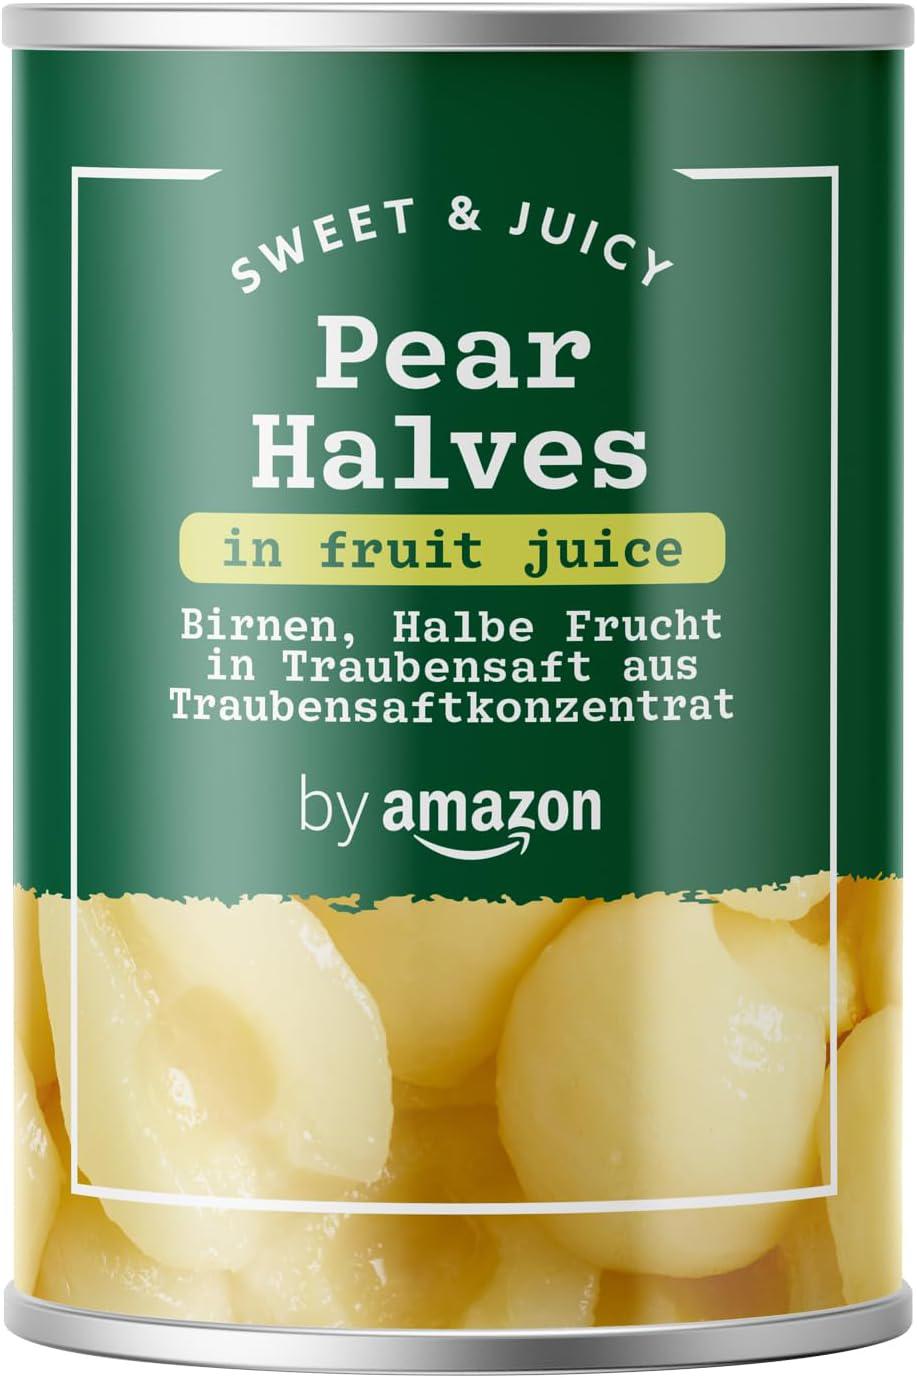 SWEET & JUICY
Pear
Halves
in fruit juice
Birnen, Halbe Frucht
in Traubensaft aus
Traubensaftkonzentrat
by amazon